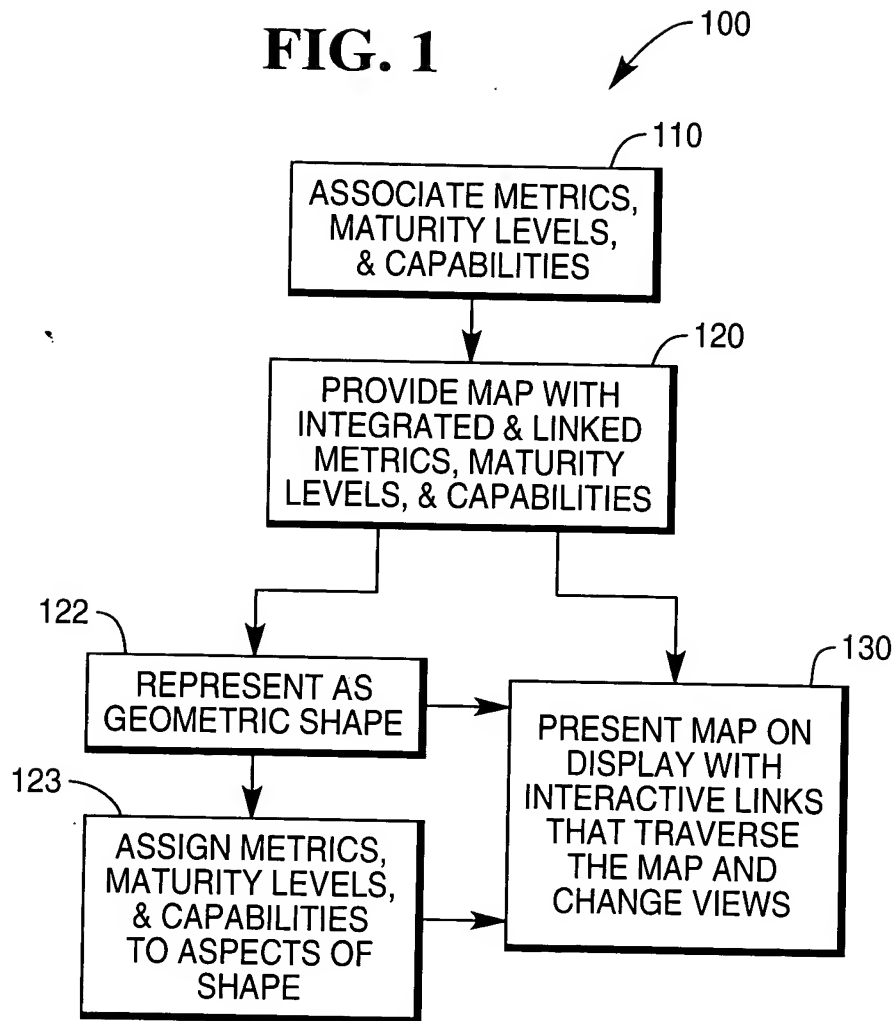 FIG. 1
100
110
ASSOCIATE METRICS,
MATURITY LEVELS,
& CAPABILITIES
120
PROVIDE MAP WITH
INTEGRATED & LINKED
METRICS, MATURITY
LEVELS, & CAPABILITIES
122
REPRESENT AS
GEOMETRIC SHAPE
130
PRESENT MAP ON
DISPLAY WITH
INTERACTIVE LINKS
THAT TRAVERSE
THE MAP AND
CHANGE VIEWS
123
ASSIGN METRICS,
MATURITY LEVELS,
& CAPABILITIES
TO ASPECTS OF
SHAPE